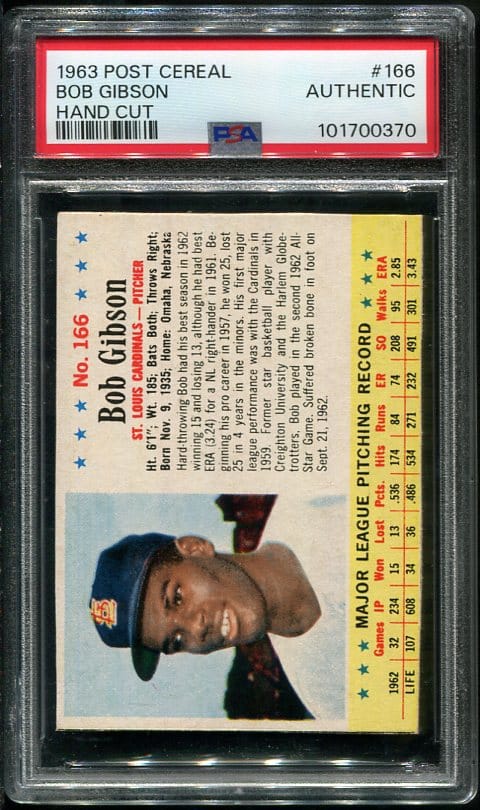 1963 POST CEREAL #166
BOB GIBSON AUTHENTIC
HAND CUT
PSA 101700370
★ ★ ★ No. 166 ★ ★ ★
Bob Gibson
ST. LOUIS CARDINALS—PITCHER
Ht. 6'1"; Wt. 185; Bats Both; Throws Right;
Born Nov. 9, 1935; Home: Omaha, Nebraska
Hard-throwing Bob had his best season in 1962
winning 15 and losing 13, although he had best
ERA (3.24) for a NL right-hander in 1961. Be-
ginning his pro career in 1957, he won 25, lost
25 in 4 years in the minors. His first major
league performance was with the Cardinals in
1959. Former star basketball player with
Creighton University and the Harlem Globe-
trotters. Bob played in the second 1962 All-
Star Game. Suffered broken bone in foot on
Sept. 21, 1962.
StL
★ ★ MAJOR LEAGUE PITCHING RECORD ★ ★
Games IP Won Lost Pcts. Hits Runs ER SO Walks ERA
1962 32 234 15 13 .536 174 84 74 208 95 2.85
LIFE 107 608 34 36 .486 534 271 232 491 301 3.43